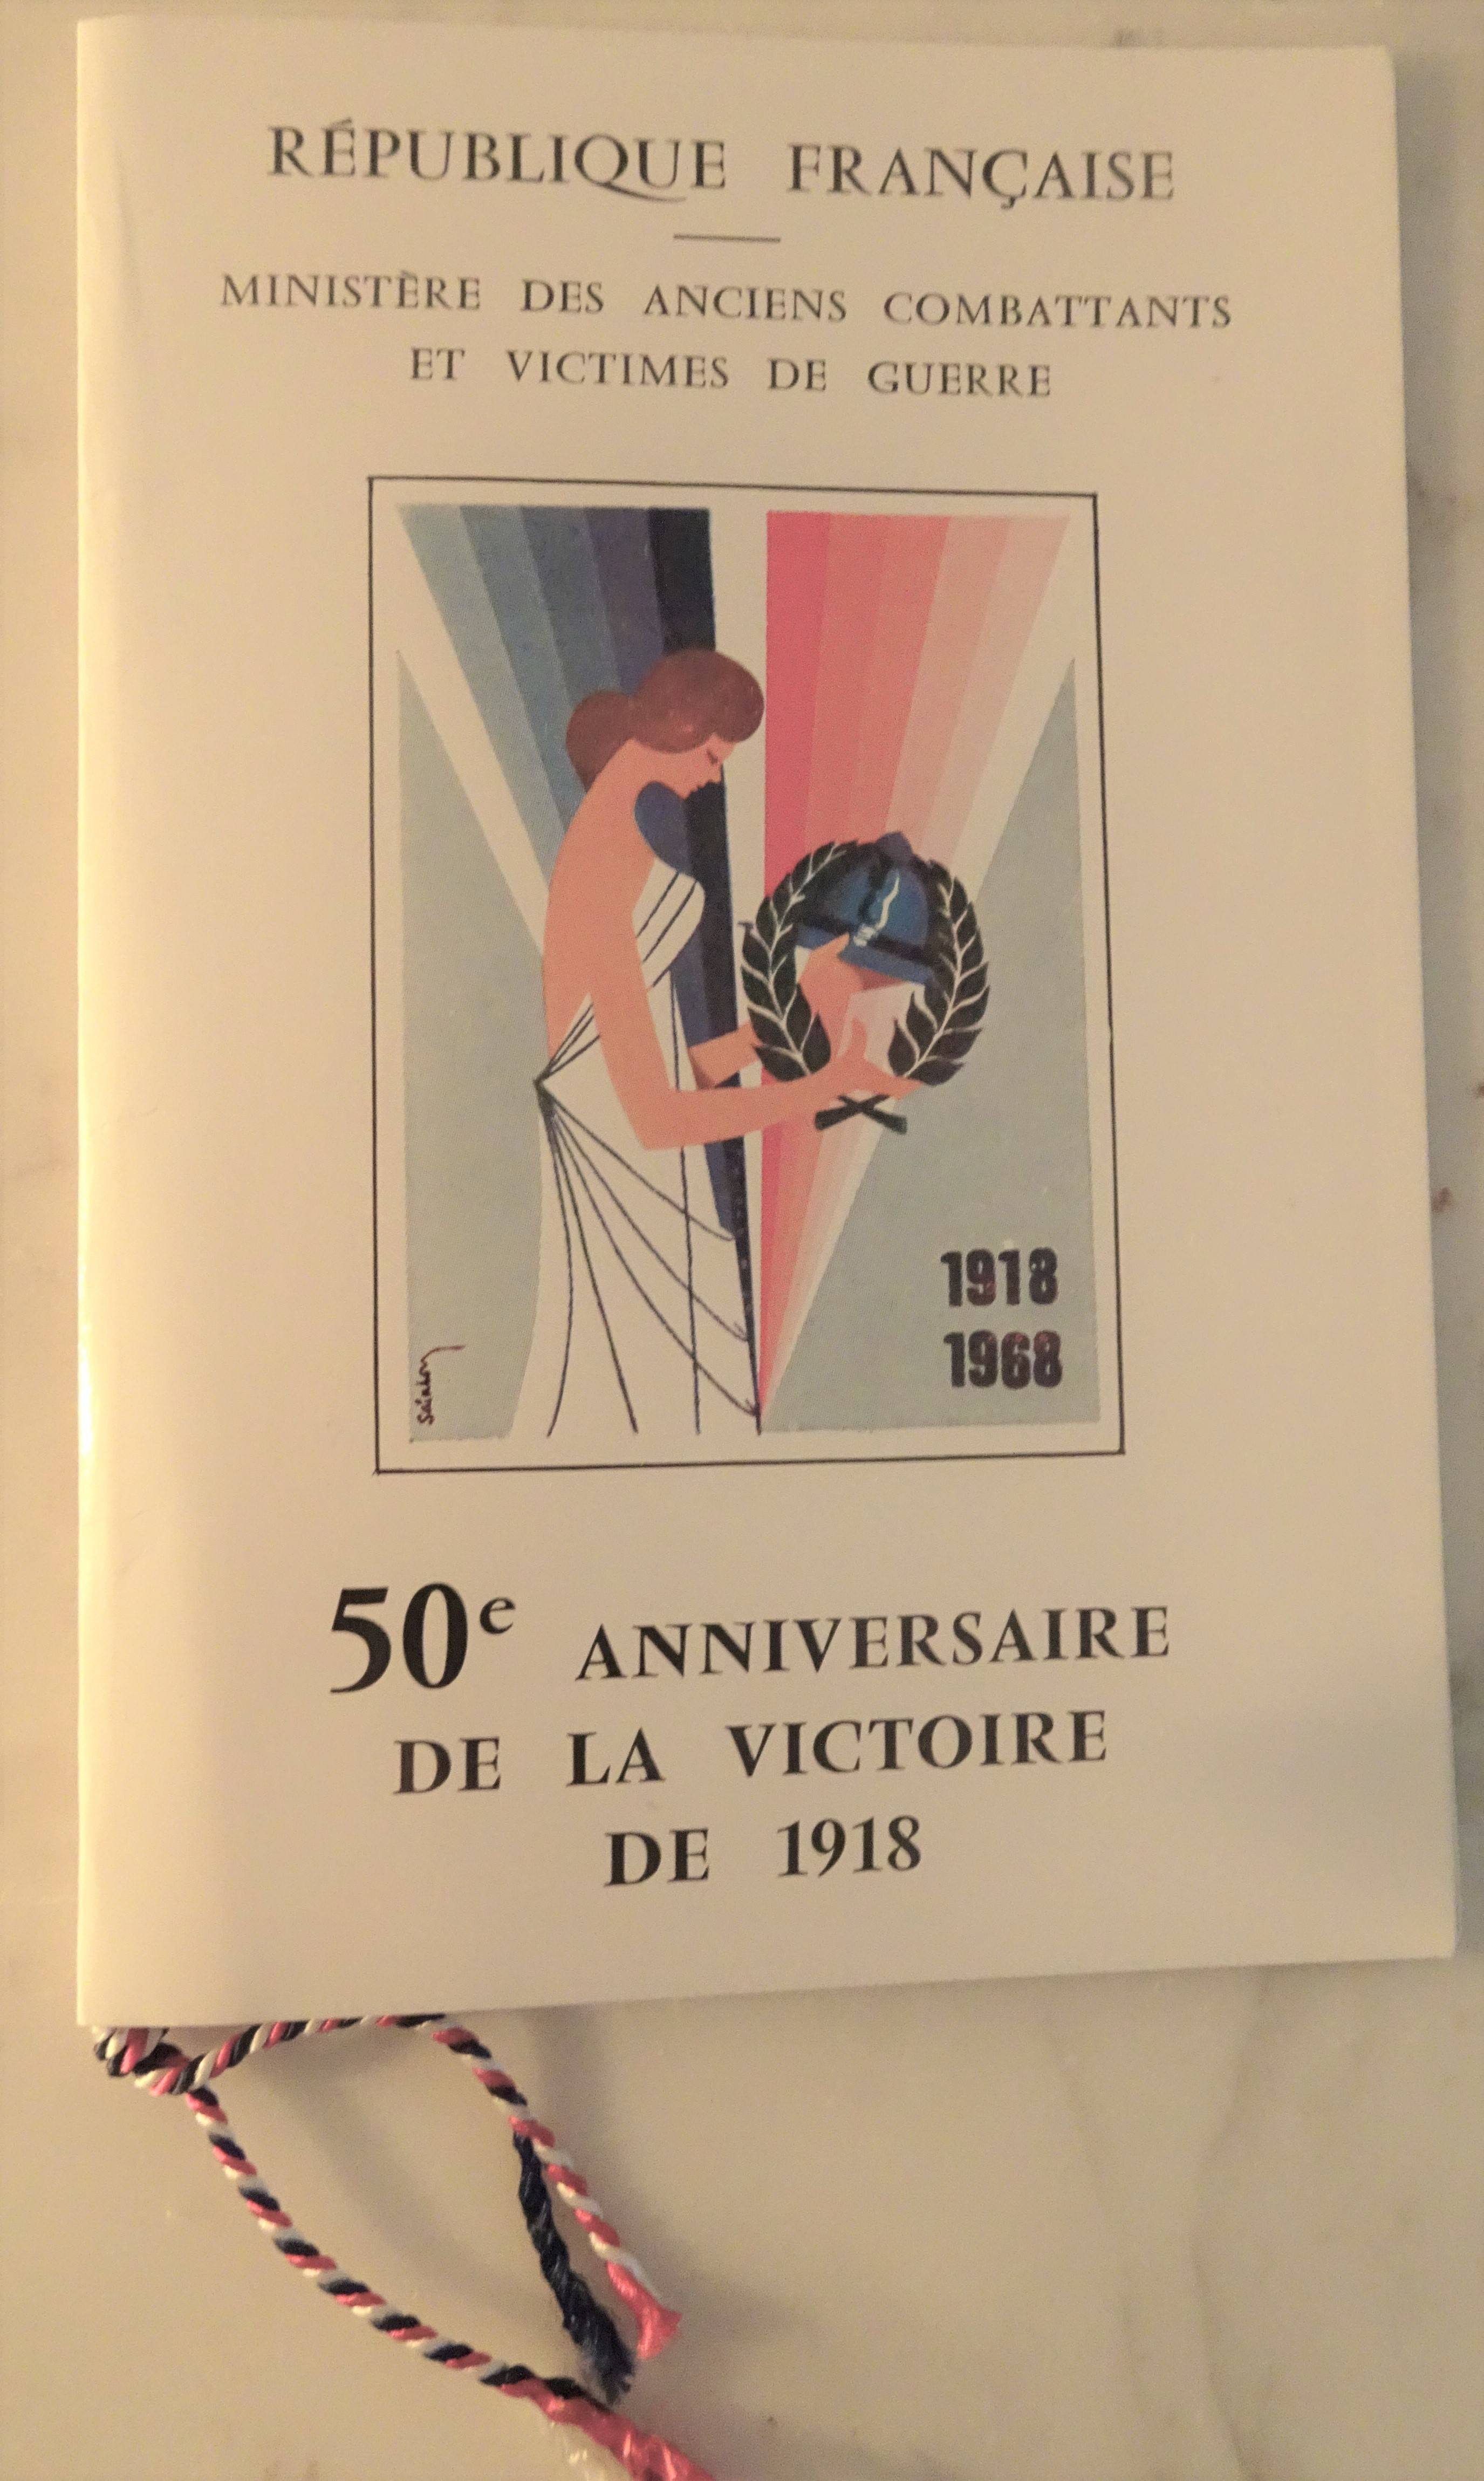 RÉPUBLIQUE FRANÇAISE
MINISTÈRE DES ANCIENS COMBATTANTS
ET VICTIMES DE GUERRE
1918
1968
50e ANNIVERSAIRE
DE LA VICTOIRE
DE 1918